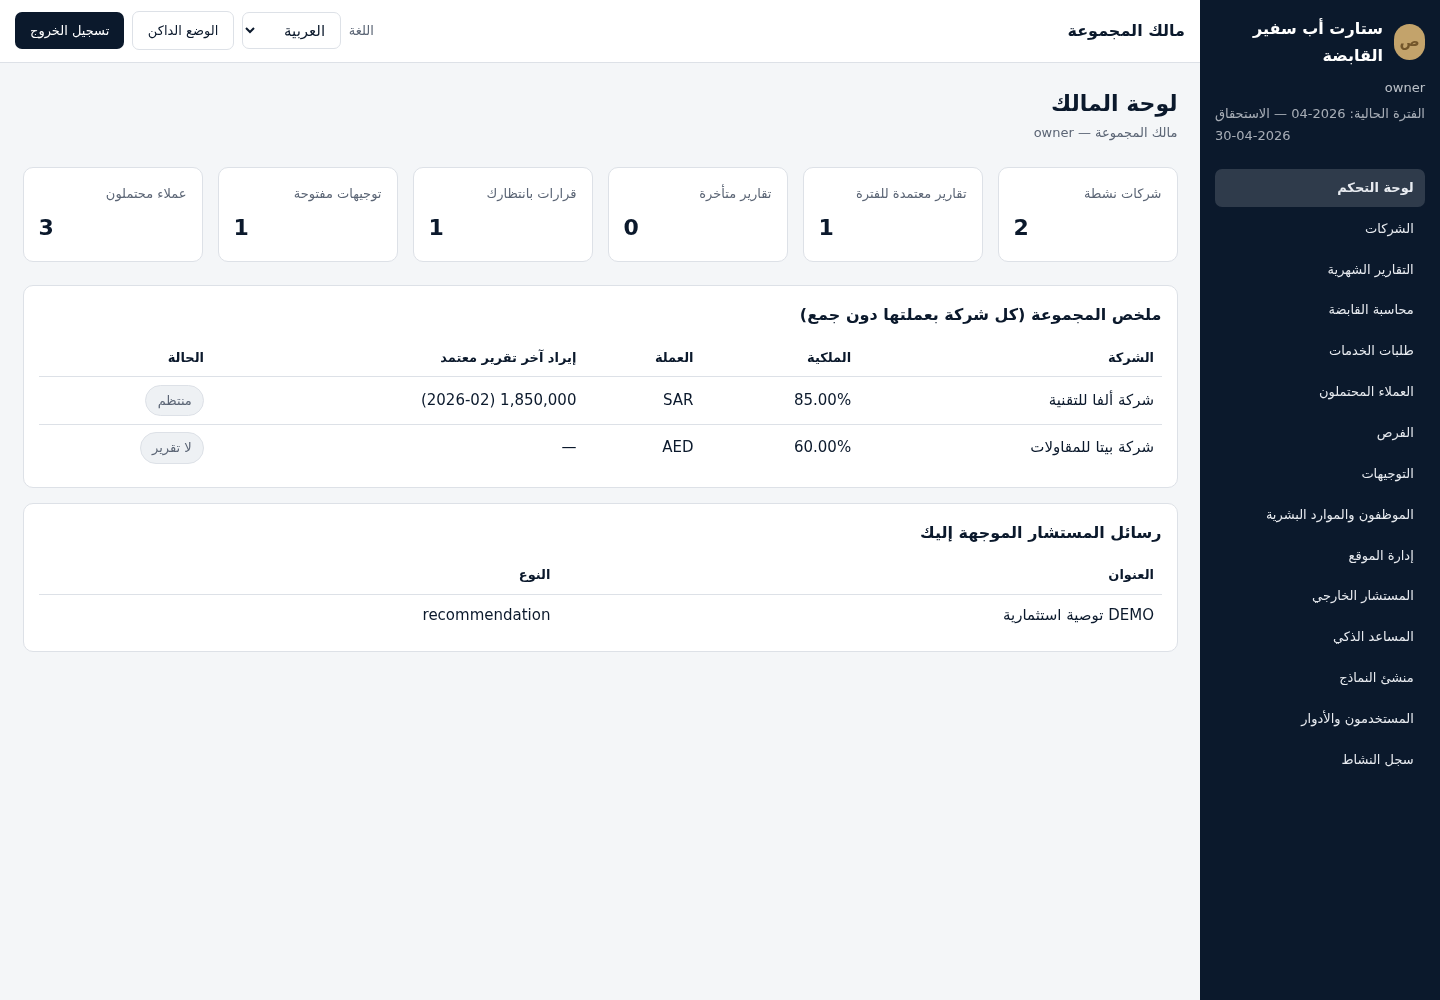 ص
ستارت أب سفير
القابضة
owner
الفترة الحالية: 2026-04 — الاستحقاق
2026-04-30
لوحة التحكم
الشركات
التقارير الشهرية
محاسبة القابضة
طلبات الخدمات
العملاء المحتملون
الفرص
التوجيهات
الموظفون والموارد البشرية
إدارة الموقع
المستشار الخارجي
المساعد الذكي
منشئ النماذج
المستخدمون والأدوار
سجل النشاط
مالك المجموعة
اللغة العربية الوضع الداكن تسجيل الخروج
لوحة المالك
مالك المجموعة — owner
شركات نشطة
2
تقارير معتمدة للفترة
1
تقارير متأخرة
0
قرارات بانتظارك
1
توجيهات مفتوحة
1
عملاء محتملون
3
ملخص المجموعة (كل شركة بعملتها دون جمع)
الشركة الملكية العملة إيراد آخر تقرير معتمد الحالة
شركة ألفا للتقنية 85.00% SAR 1,850,000 (2026-02) منتظم
شركة بيتا للمقاولات 60.00% AED — لا تقرير
رسائل المستشار الموجهة إليك
العنوان النوع
DEMO توصية استثمارية recommendation